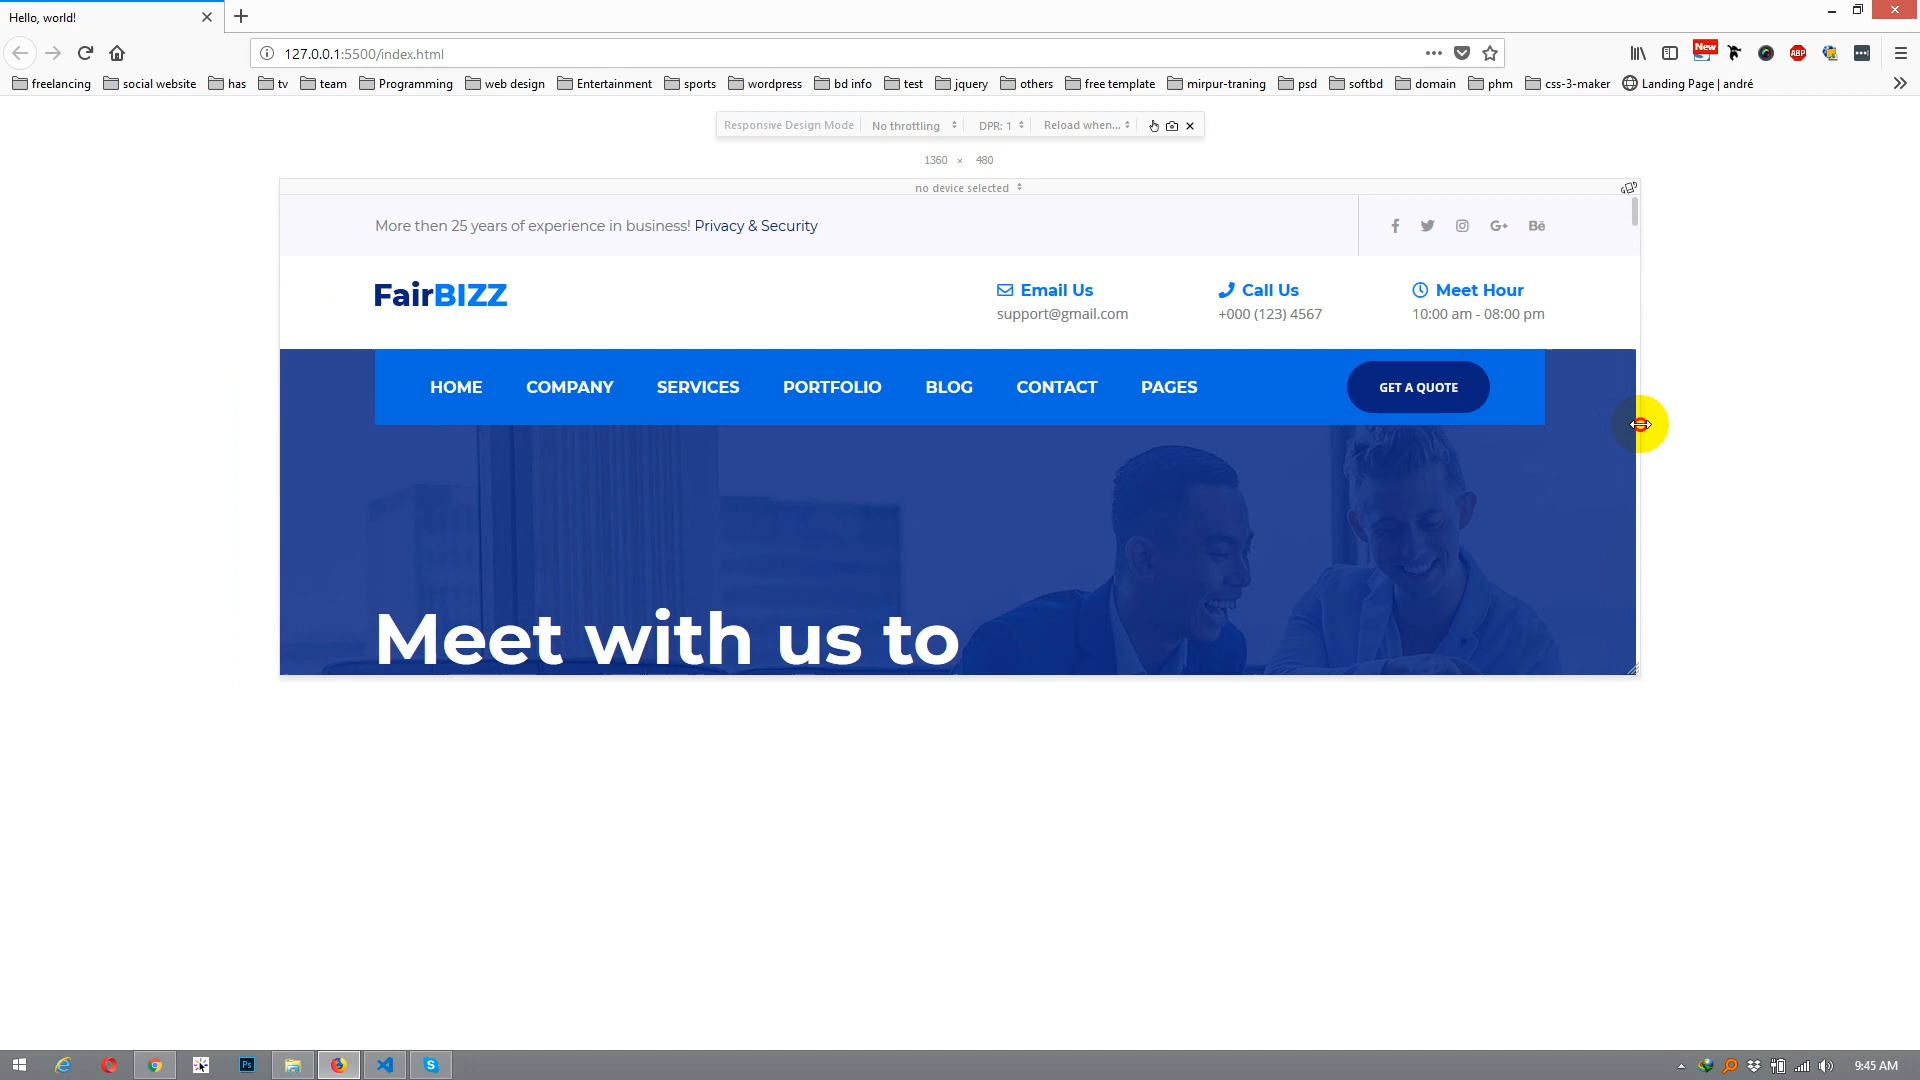 Hello, world!
127.0.0.1:5500/index.html
New
ABP
freelancing social website has tv team Programming web design Entertainment sports wordpress bd info test jquery others free template mirpur-traning psd softbd domain phm css-3-maker Landing Page | andré
Responsive Design Mode No throttling DPR: 1 Reload when...
1360 × 480
no device selected
More then 25 years of experience in business! Privacy & Security
FairBIZZ
Email Us
support@gmail.com
Call Us
+000 (123) 4567
Meet Hour
10:00 am - 08:00 pm
HOME COMPANY SERVICES PORTFOLIO BLOG CONTACT PAGES GET A QUOTE
Meet with us to
Ps
9:45 AM